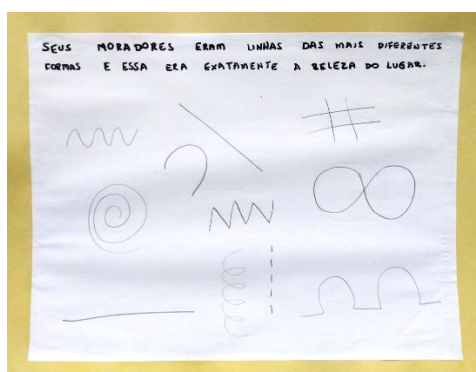 SEUS MORADORES ERAM LINHAS DAS MAIS DIFERENTES
FORMAS E ESSA ERA EXATAMENTE A BELEZA DO LUGAR.